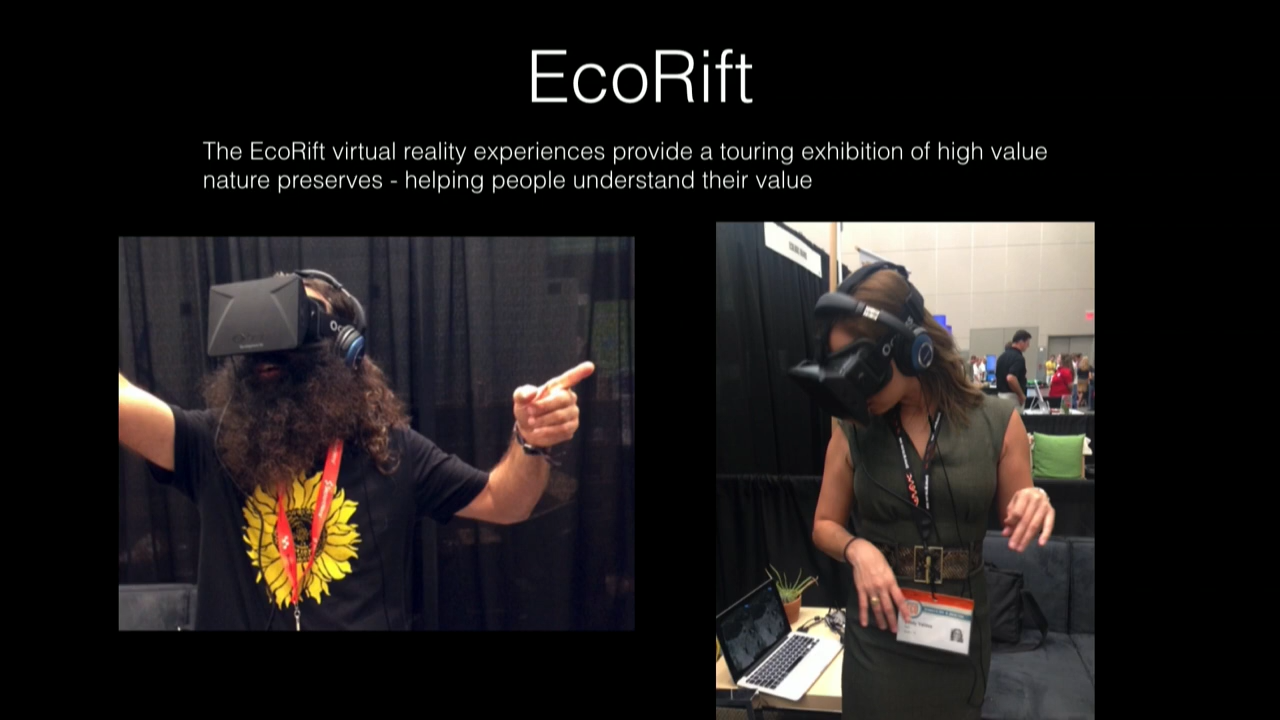 EcoRift
The EcoRift virtual reality experiences provide a touring exhibition of high value
nature preserves - helping people understand their value